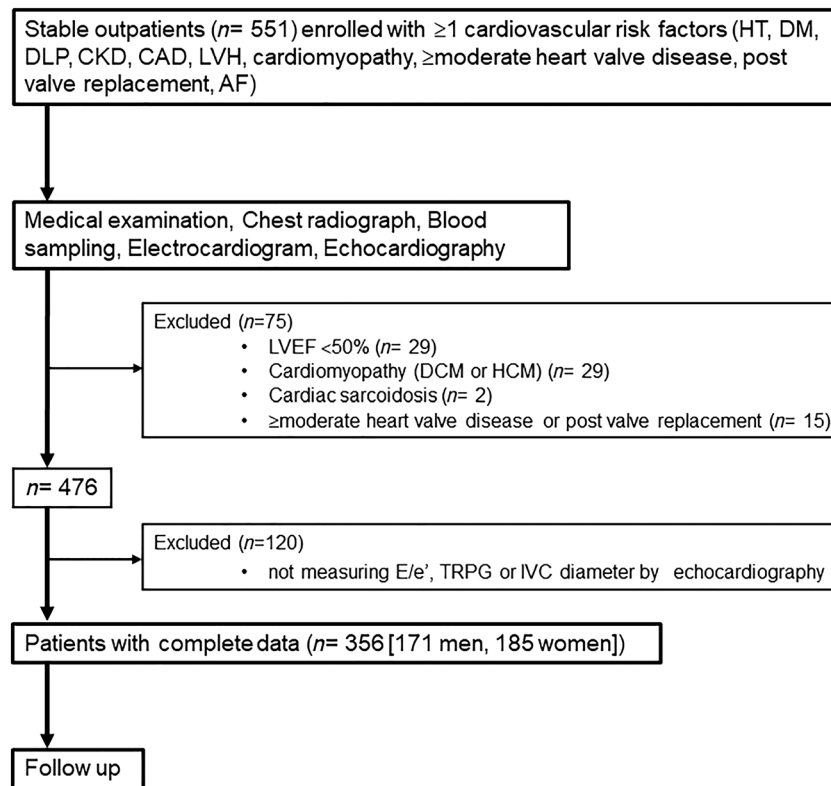 Stable outpatients (n= 551) enrolled with ≥1 cardiovascular risk factors (HT, DM,
DLP, CKD, CAD, LVH, cardiomyopathy, ≥moderate heart valve disease, post
valve replacement, AF)
Medical examination, Chest radiograph, Blood
sampling, Electrocardiogram, Echocardiography
Excluded (n=75)
• LVEF <50% (n= 29)
• Cardiomyopathy (DCM or HCM) (n= 29)
• Cardiac sarcoidosis (n= 2)
• ≥moderate heart valve disease or post valve replacement (n= 15)
n= 476
Excluded (n=120)
• not measuring E/e’, TRPG or IVC diameter by echocardiography
Patients with complete data (n= 356 [171 men, 185 women])
Follow up